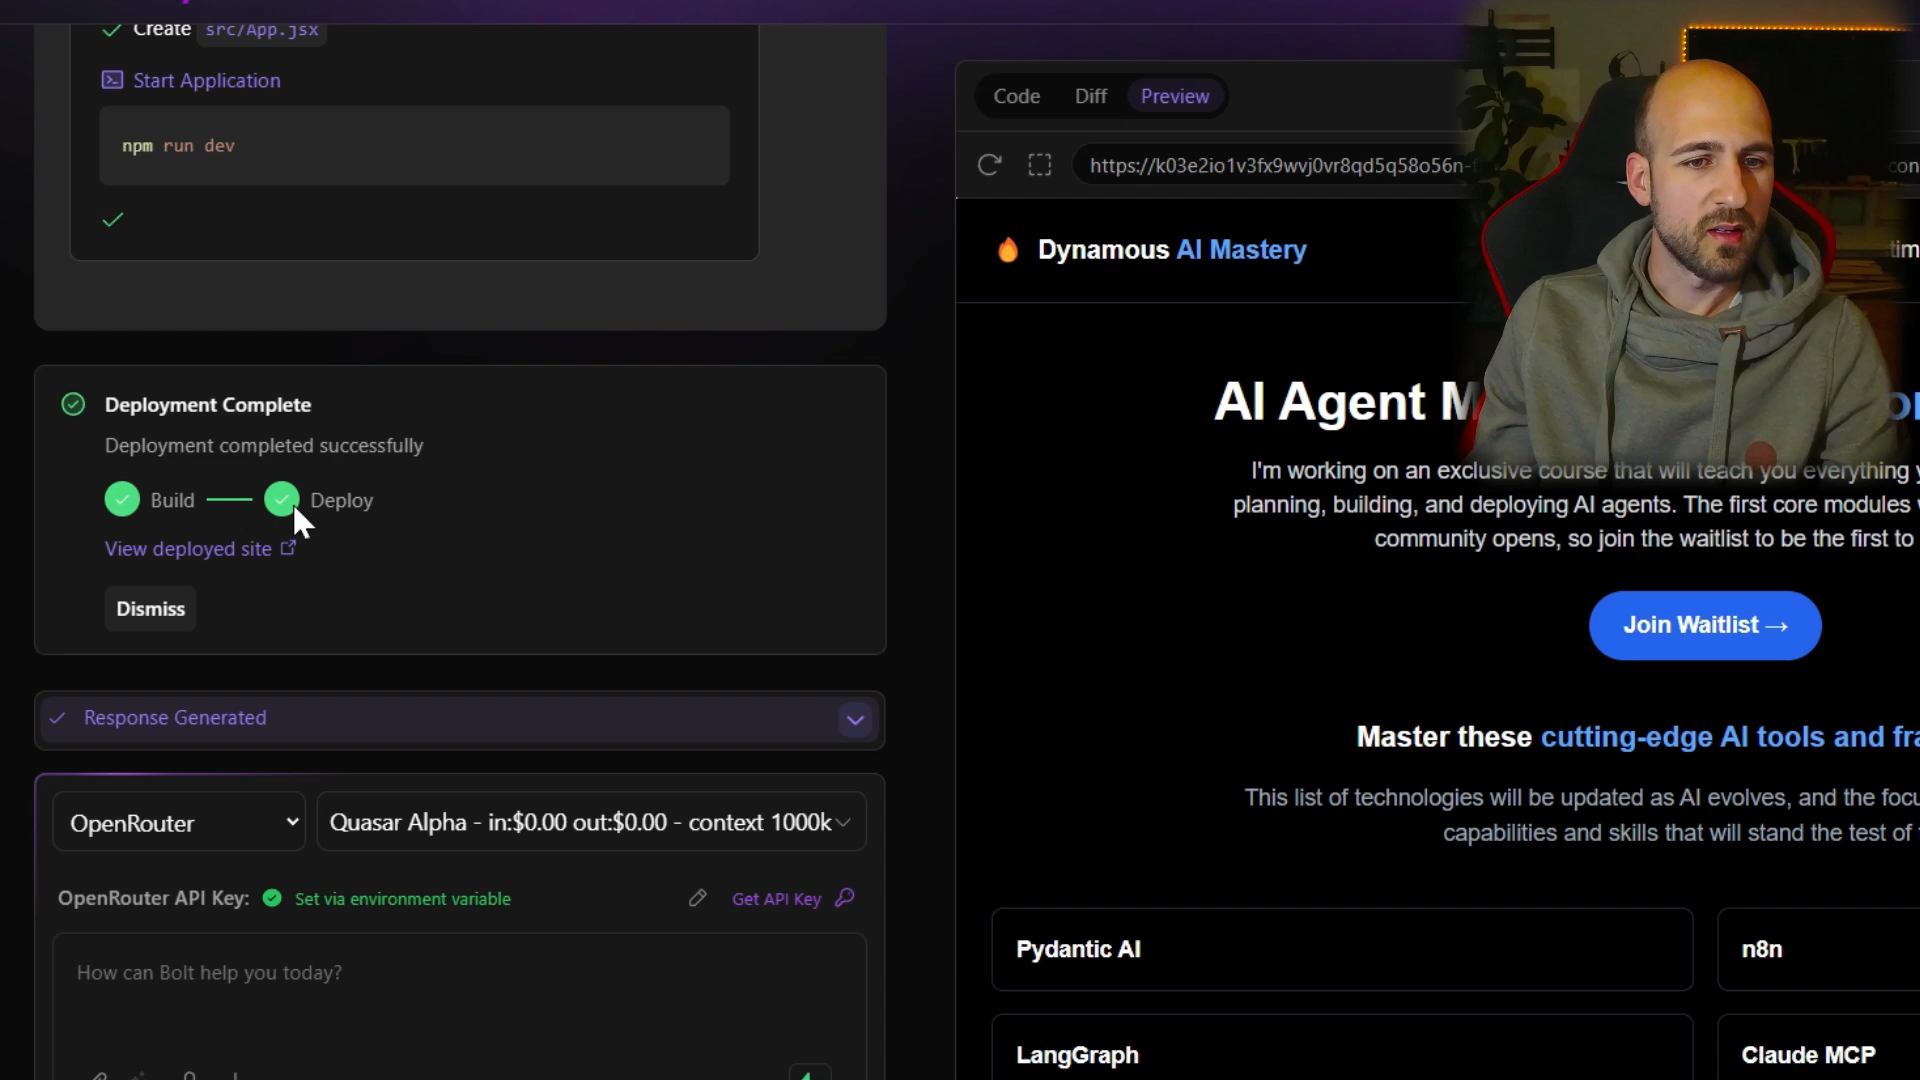 Create src/App.jsx
Start Application
npm run dev
Deployment Complete
Deployment completed successfully
Build Deploy
View deployed site
Dismiss
Response Generated
OpenRouter
Quasar Alpha - in:$0.00 out:$0.00 - context 1000k
OpenRouter API Key: Set via environment variable Get API Key
How can Bolt help you today?
Code Diff Preview
https://k03e2io1v3fx9wvj0vr8qd5q58o56n-
Dynamous AI Mastery
AI Agent
I'm working on an exclusive course that will teach you everything
planning, building, and deploying AI agents. The first core modules
community opens, so join the waitlist to be the first to
Join Waitlist →
Master these cutting-edge AI tools and
This list of technologies will be updated as AI evolves, and the
capabilities and skills that will stand the test of
Pydantic AI
n8n
LangGraph
Claude MCP